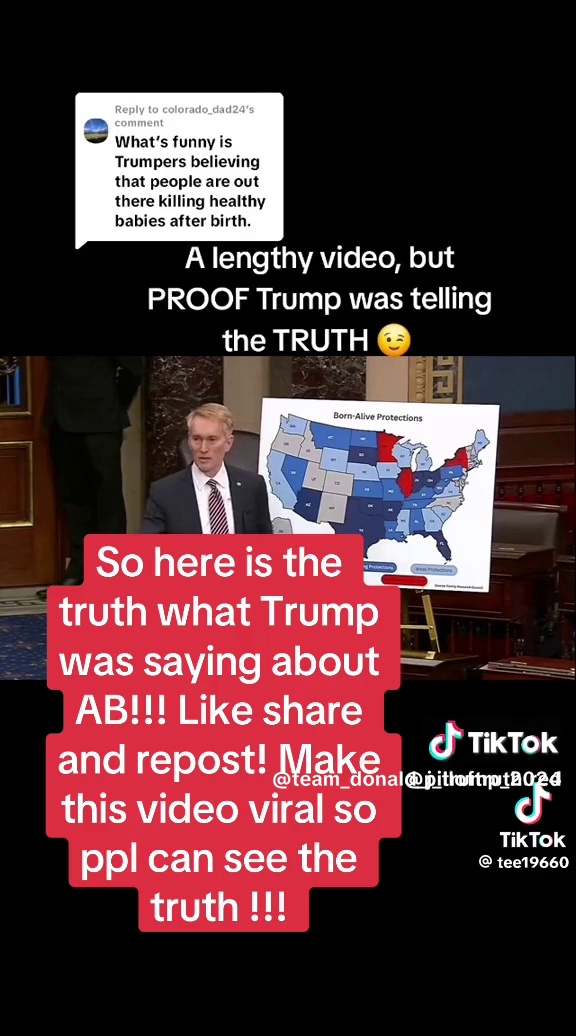 Reply to colorado_dad24's
comment
What's funny is
Trumpers believing
that people are out
there killing healthy
babies after birth.
A lengthy video, but
PROOF Trump was telling
the TRUTH 😉
Born-Alive Protections
Weak Protections
So here is the
truth what Trump
was saying about
AB!!! Like share
and repost! Make
this video viral so
ppl can see the
truth !!!
TikTok
TikTok
@ tee19660